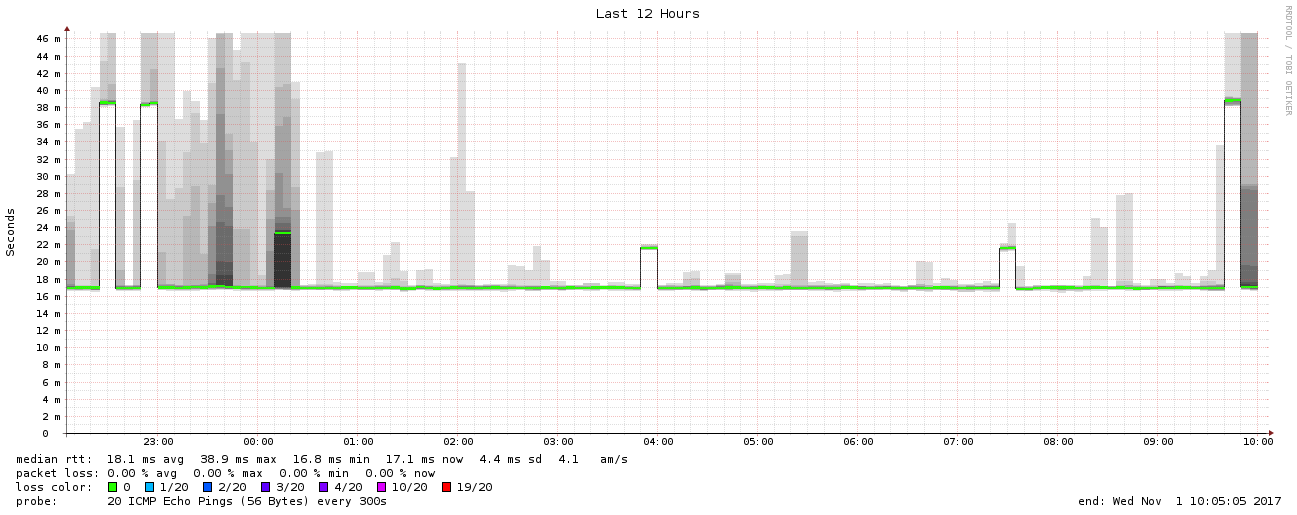 Last 12 Hours
RRDTOOL / TOBI OETIKER
Seconds
46 m
44 m
42 m
40 m
38 m
36 m
34 m
32 m
30 m
28 m
26 m
24 m
22 m
20 m
18 m
16 m
14 m
12 m
10 m
8 m
6 m
4 m
2 m
0
23:00 00:00 01:00 02:00 03:00 04:00 05:00 06:00 07:00 08:00 09:00 10:00
median rtt: 18.1 ms avg 38.9 ms max 16.8 ms min 17.1 ms now 4.4 ms sd 4.1 am/s
packet loss: 0.00 % avg 0.00 % max 0.00 % min 0.00 % now
loss color: 0 1/20 2/20 3/20 4/20 10/20 19/20
probe: 20 ICMP Echo Pings (56 Bytes) every 300s end: Wed Nov 1 10:05:05 2017